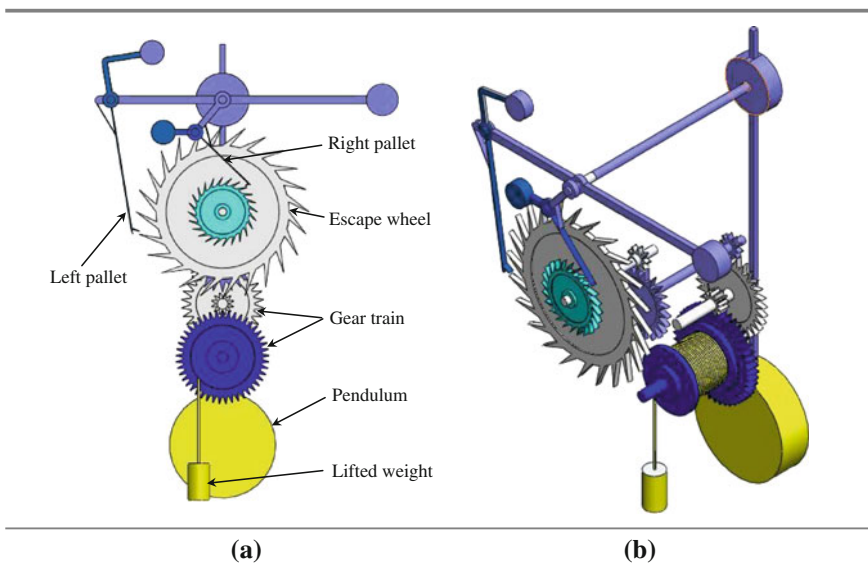 Right pallet
Escape wheel
Left pallet
Gear train
Pendulum
Lifted weight
(a)
(b)